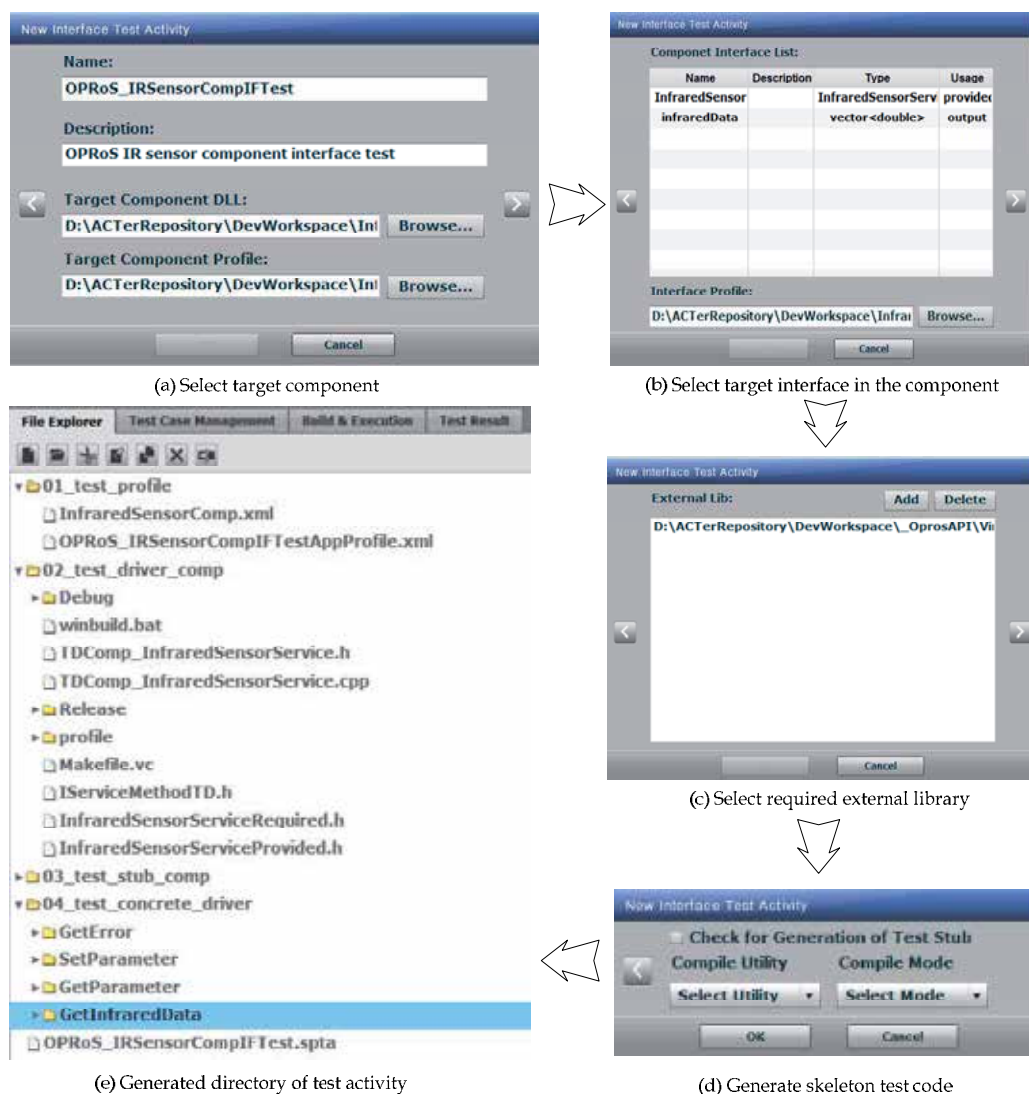 New Interface Test Activity
Name:
OPRoS_IRSensorCompIFTest
Description:
OPRoS IR sensor component interface test
Target Component DLL:
D:\ACTerRepository\DevWorkspace\Inf Browse...
Target Component Profile:
D:\ACTerRepository\DevWorkspace\Inf Browse...
Cancel
(a) Select target component
New Interface Test Activity
Componet Interface List:
Name Description Type Usage
InfraredSensor InfraredSensorServ provided
infraredData vector<double> output
Interface Profile:
D:\ACTerRepository\DevWorkspace\Infrar Browse...
Cancel
(b) Select target interface in the component
New Interface Test Activity
External Lib: Add Delete
D:\ACTerRepository\DevWorkspace\_OprosAPI\Vir
Cancel
(c) Select required external library
New Interface Test Activity
Check for Generation of Test Stub
Compile Utility Compile Mode
Select Utility Select Mode
OK Cancel
(d) Generate skeleton test code
File Explorer Test Case Management Build & Execution Test Result
01_test_profile
InfraredSensorComp.xml
OPRoS_IRSensorCompIFTestAppProfile.xml
02_test_driver_comp
Debug
winbuild.bat
TDComp_InfraredSensorService.h
TDComp_InfraredSensorService.cpp
Release
profile
Makefile.vc
IServiceMethodTD.h
InfraredSensorServiceRequired.h
InfraredSensorServiceProvided.h
03_test_stub_comp
04_test_concrete_driver
GetError
SetParameter
GetParameter
GetInfraredData
OPRoS_IRSensorCompIFTest.spta
(e) Generated directory of test activity